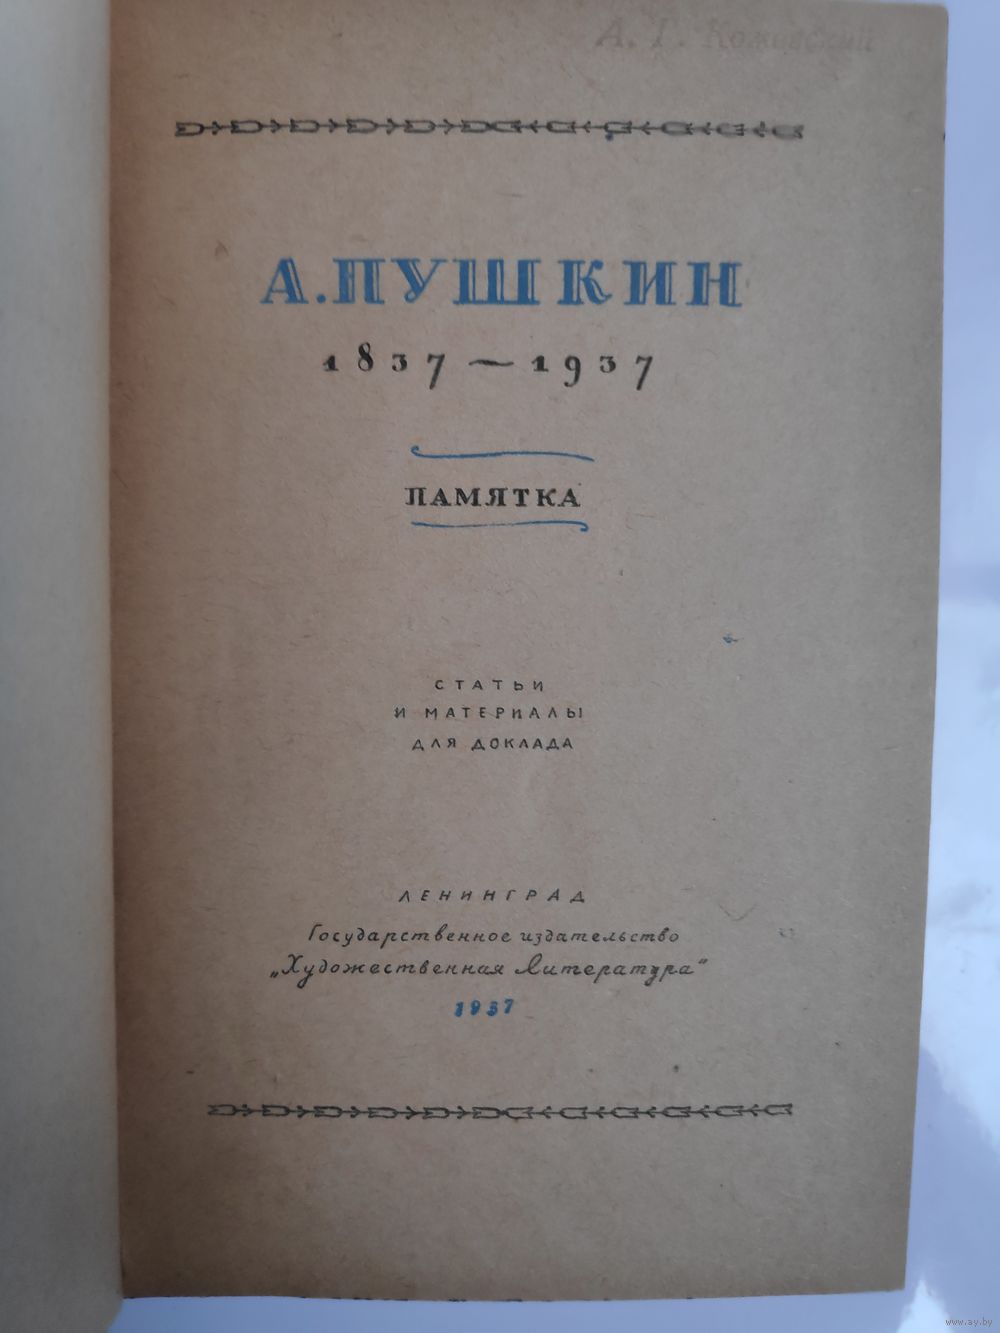 А. Г.
А. ПУШКИН
1837—1937
ПАМЯТКА
СТАТЬИ
И МАТЕРИАЛЫ
ДЛЯ ДОКЛАДА
ЛЕНИНГРАД
Государственное издательство
„Художественная Литература"
1937
www.ay.by